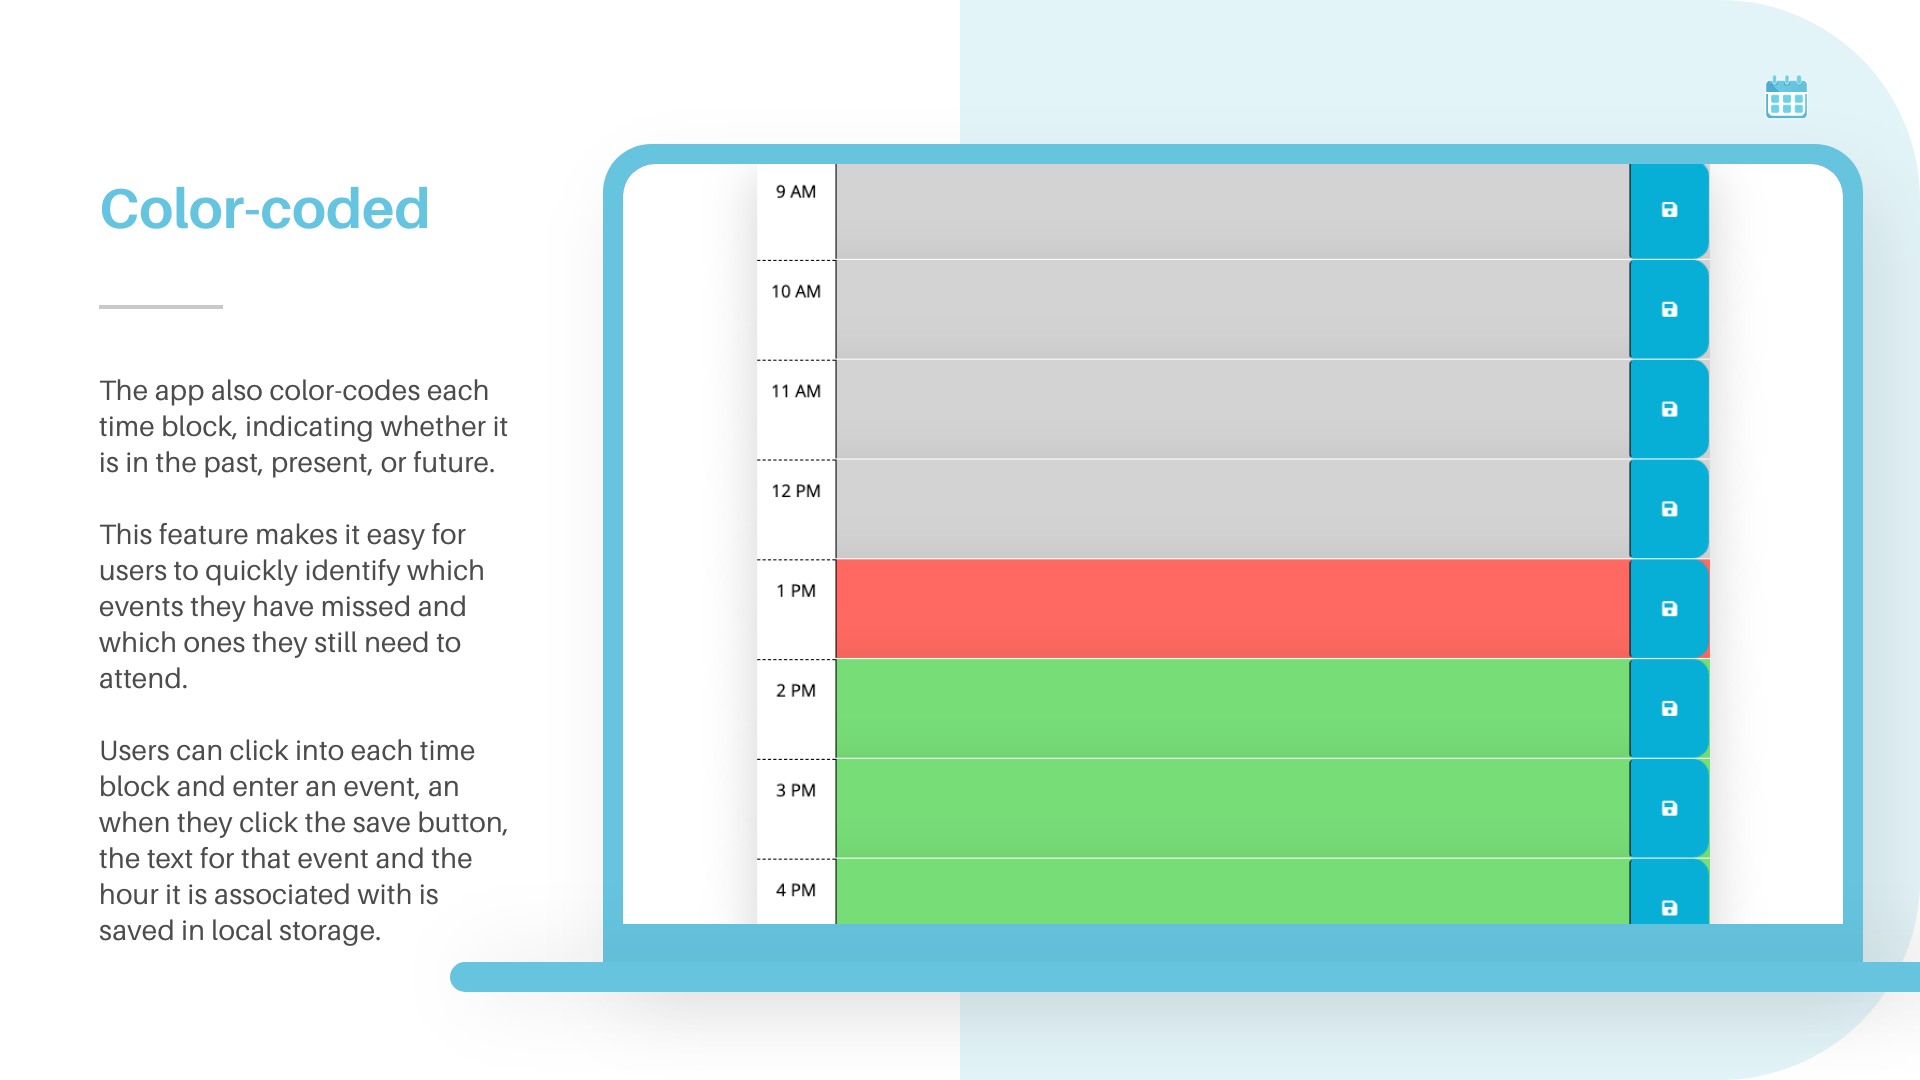 Color-coded
The app also color-codes each
time block, indicating whether it
is in the past, present, or future.
This feature makes it easy for
users to quickly identify which
events they have missed and
which ones they still need to
attend.
Users can click into each time
block and enter an event, an
when they click the save button,
the text for that event and the
hour it is associated with is
saved in local storage.
9 AM
10 AM
11 AM
12 PM
1 PM
2 PM
3 PM
4 PM